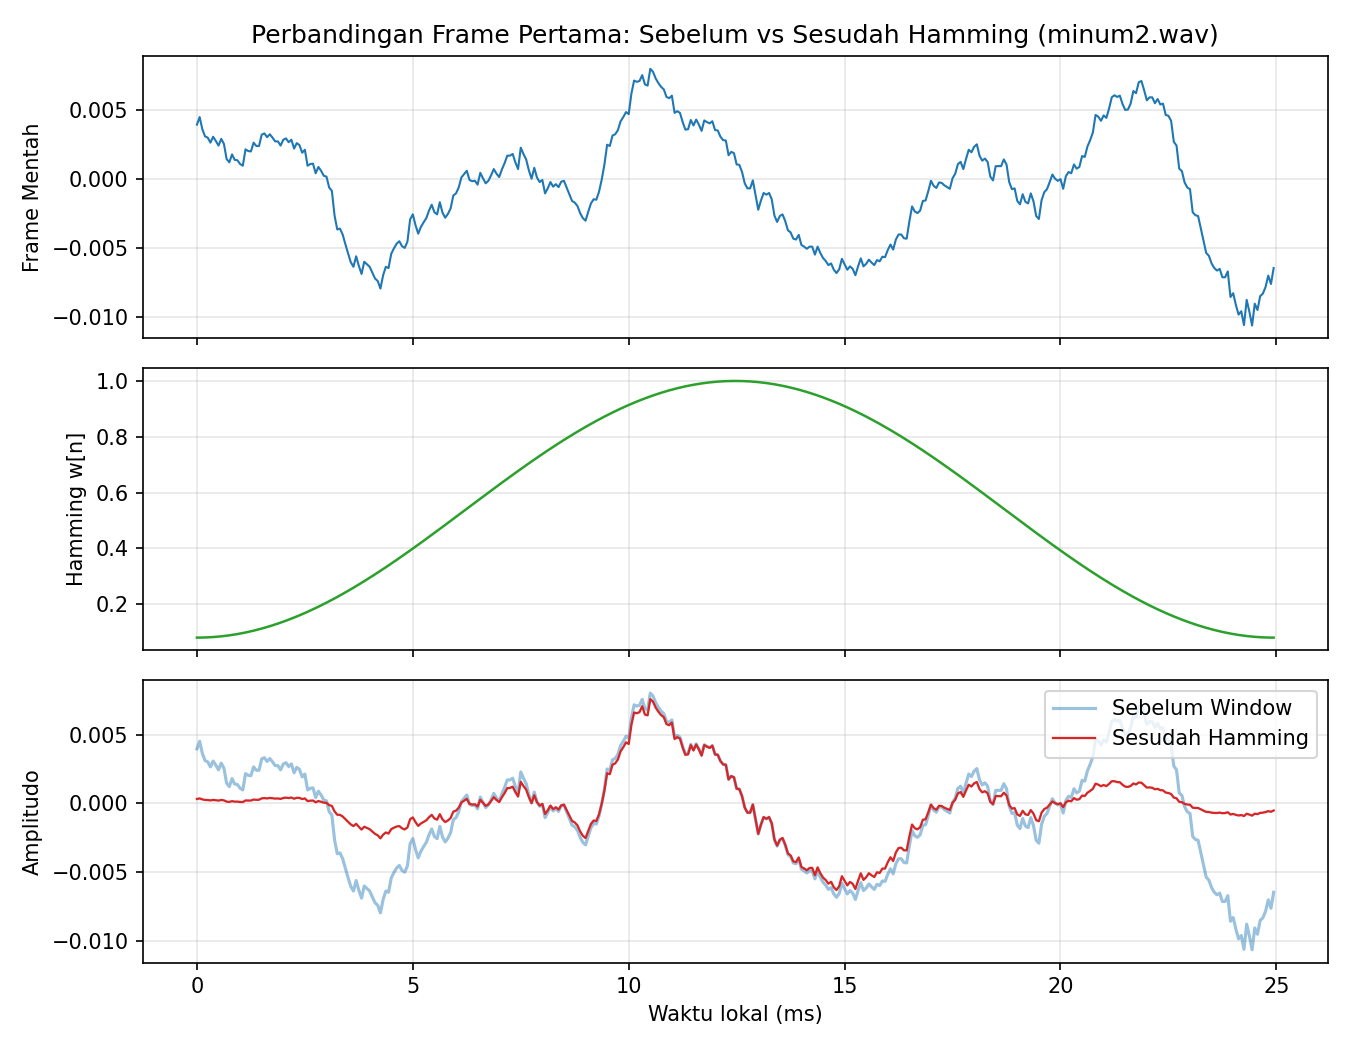 Perbandingan Frame Pertama: Sebelum vs Sesudah Hamming (minum2.wav)
Frame Mentah
0.005
0.000
−0.005
−0.010
Hamming w[n]
1.0
0.8
0.6
0.4
0.2
Amplitudo
0.005
0.000
−0.005
−0.010
Sebelum Window
Sesudah Hamming
0 5 10 15 20 25
Waktu lokal (ms)